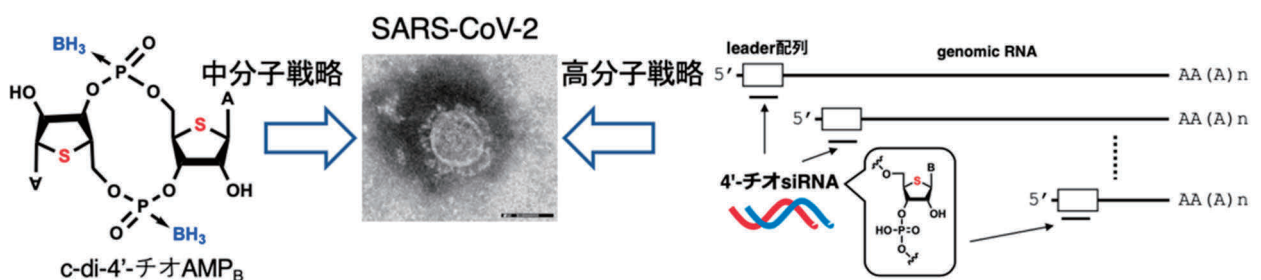 SARS-CoV-2
中分子戦略
高分子戦略
BH₃
O
P
O
O
HO
O
A
S
S
A
O
O
P
OH
O
BH₃
c-di-4'-チオAMP_B
leader配列
genomic RNA
5' AA(A)n
5' AA(A)n
5' AA(A)n
4'-チオsiRNA
B
O
S
O
OH
HO-P=O
O